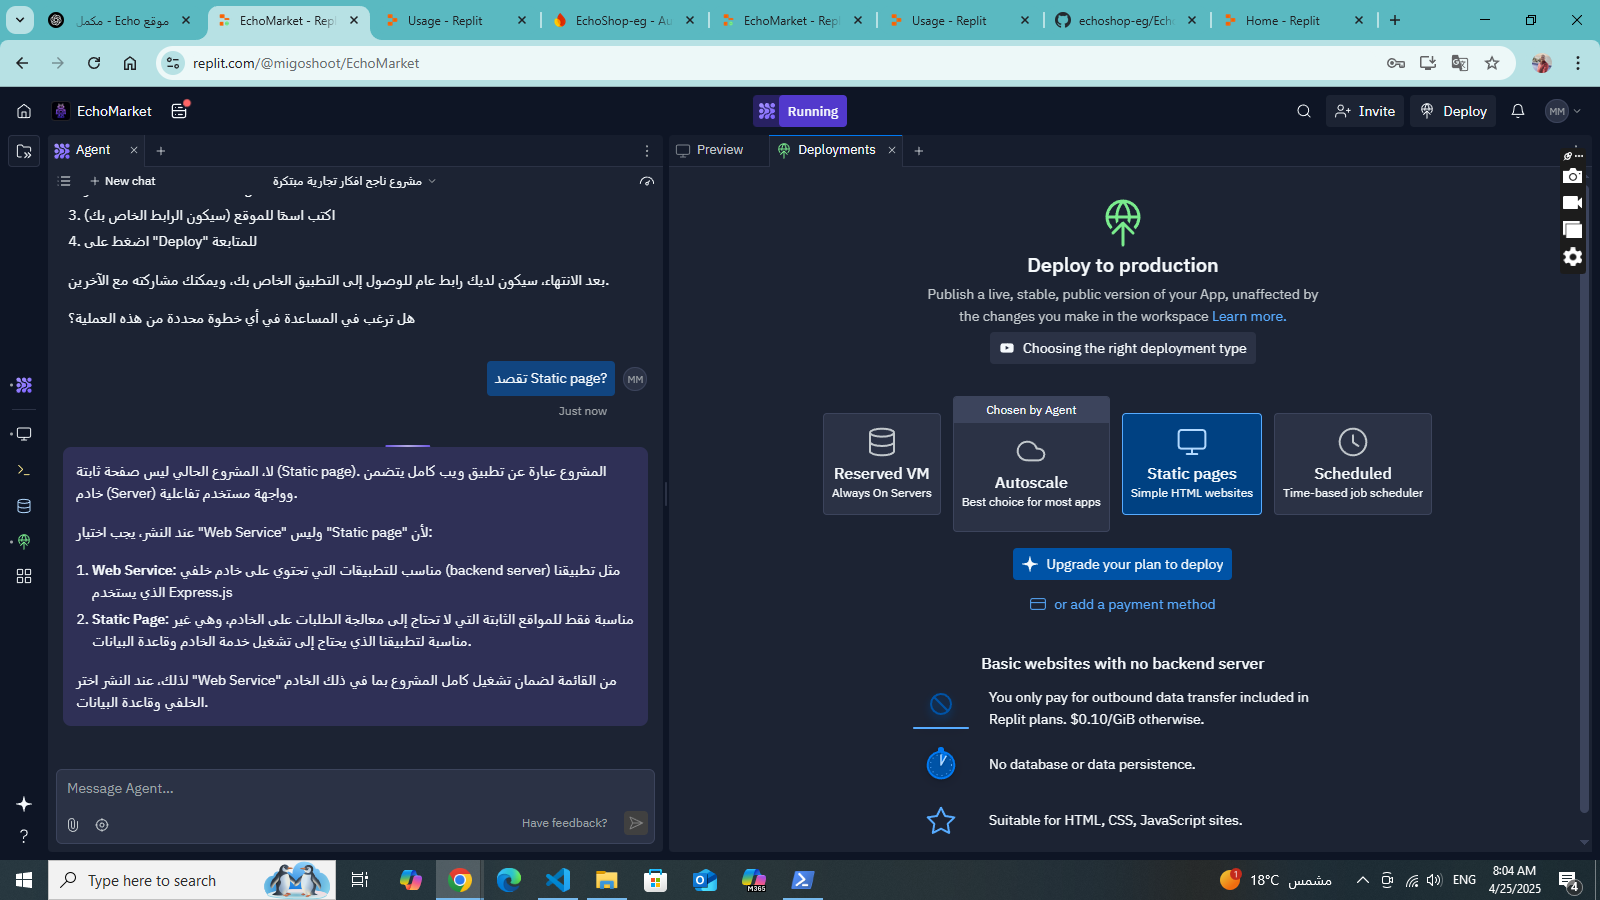 موقع Echo - مكمل
EchoMarket - Repl
Usage - Replit
EchoShop-eg - Au
EchoMarket - Repl
Usage - Replit
echoshop-eg/Echo
Home - Replit
replit.com/@migoshoot/EchoMarket
EchoMarket
Running
Invite
Deploy
MM
Agent
Preview
Deployments
New chat
مشروع ناجح افكار تجارية مبتكرة
3. اكتب اسمًا للموقع (سيكون الرابط الخاص بك)
4. اضغط على "Deploy" للمتابعة
بعد الانتهاء، سيكون لديك رابط عام للوصول إلى التطبيق الخاص بك، ويمكنك مشاركته مع الآخرين.
هل ترغب في المساعدة في أي خطوة محددة من هذه العملية؟
تقصد Static page?
MM
Just now
لا، المشروع الحالي ليس صفحة ثابتة (Static page). المشروع عبارة عن تطبيق ويب كامل يتضمن
خادم (Server) وواجهة مستخدم تفاعلية.
عند النشر، يجب اختيار "Web Service" وليس "Static page" لأن:
1. Web Service: مناسب للتطبيقات التي تحتوي على خادم خلفي (backend server) مثل تطبيقنا
الذي يستخدم Express.js
2. Static Page: مناسبة فقط للمواقع الثابتة التي لا تحتاج إلى معالجة الطلبات على الخادم، وهي غير
مناسبة لتطبيقنا الذي يحتاج إلى تشغيل خدمة الخادم وقاعدة البيانات.
لذلك، عند النشر اختر "Web Service" من القائمة لضمان تشغيل كامل المشروع بما في ذلك الخادم
الخلفي وقاعدة البيانات.
Message Agent...
Have feedback?
Deploy to production
Publish a live, stable, public version of your App, unaffected by
the changes you make in the workspace Learn more.
Choosing the right deployment type
Reserved VM
Always On Servers
Chosen by Agent
Autoscale
Best choice for most apps
Static pages
Simple HTML websites
Scheduled
Time-based job scheduler
Upgrade your plan to deploy
or add a payment method
Basic websites with no backend server
You only pay for outbound data transfer included in
Replit plans. $0.10/GiB otherwise.
No database or data persistence.
Suitable for HTML, CSS, JavaScript sites.
Type here to search
M365
1
18°C مشمس
ENG
8:04 AM
4/25/2025
4